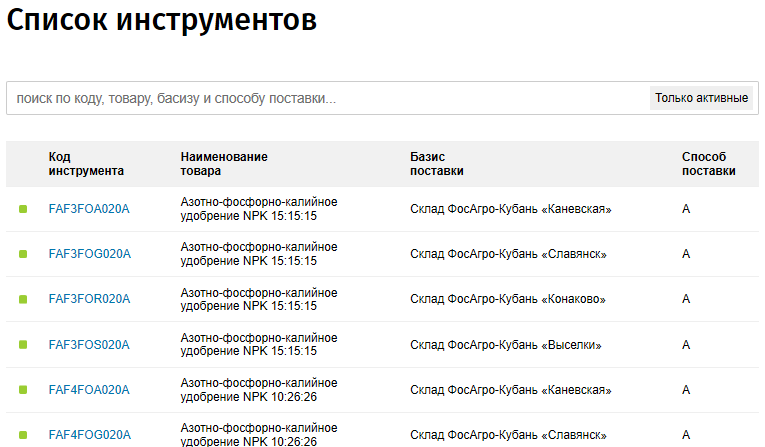 Список инструментов
поиск по коду, товару, басизу и способу поставки...
Только активные
Код инструмента Наименование товара Базис поставки Способ поставки
FAF3FOA020A Азотно-фосфорно-калийное удобрение NPK 15:15:15 Склад ФосАгро-Кубань «Каневская» А
FAF3FOG020A Азотно-фосфорно-калийное удобрение NPK 15:15:15 Склад ФосАгро-Кубань «Славянск» А
FAF3FOR020A Азотно-фосфорно-калийное удобрение NPK 15:15:15 Склад ФосАгро-Кубань «Конаково» А
FAF3FOS020A Азотно-фосфорно-калийное удобрение NPK 15:15:15 Склад ФосАгро-Кубань «Выселки» А
FAF4FOA020A Азотно-фосфорно-калийное удобрение NPK 10:26:26 Склад ФосАгро-Кубань «Каневская» А
FAF4FOG020A Азотно-фосфорно-калийное удобрение NPK 10:26:26 Склад ФосАгро-Кубань «Славянск» А